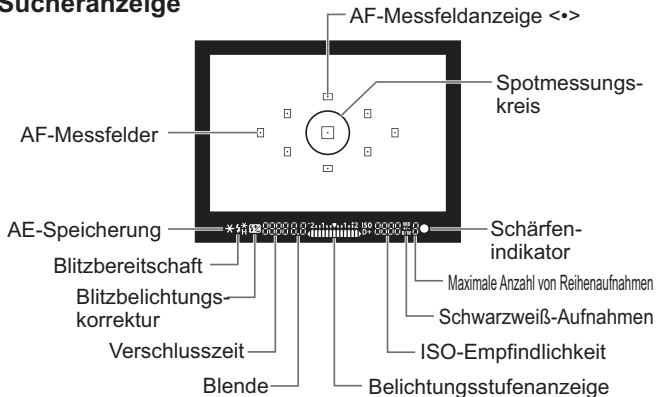 Sucheranzeige
AF-Messfeldanzeige <•>
Spotmessungs-
kreis
AF-Messfelder
AE-Speicherung
Schärfen-
indikator
Blitzbereitschaft
Maximale Anzahl von Reihenaufnahmen
Blitzbelichtungs-
korrektur
Schwarzweiß-Aufnahmen
Verschlusszeit
ISO-Empfindlichkeit
Blende
Belichtungsstufenanzeige